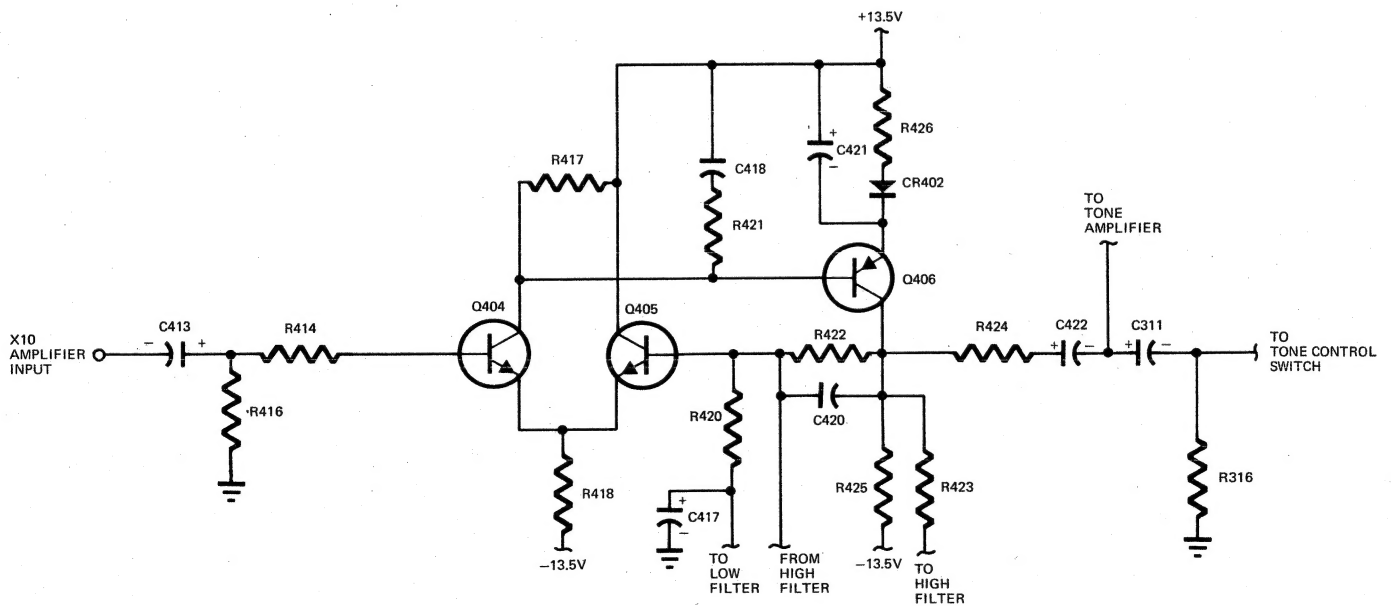 +13.5V
R426
R417
C418
+
C421
−
CR402
R421
TO
TONE
AMPLIFIER
Q406
Q404
Q405
X10
AMPLIFIER
INPUT
−
C413
+
R414
R422
R424
+
C422
−
+
C311
−
TO
TONE CONTROL
SWITCH
R416
R420
C420
R418
+
C417
−
R425
R423
R316
−13.5V
TO
LOW
FILTER
FROM
HIGH
FILTER
−13.5V
TO
HIGH
FILTER